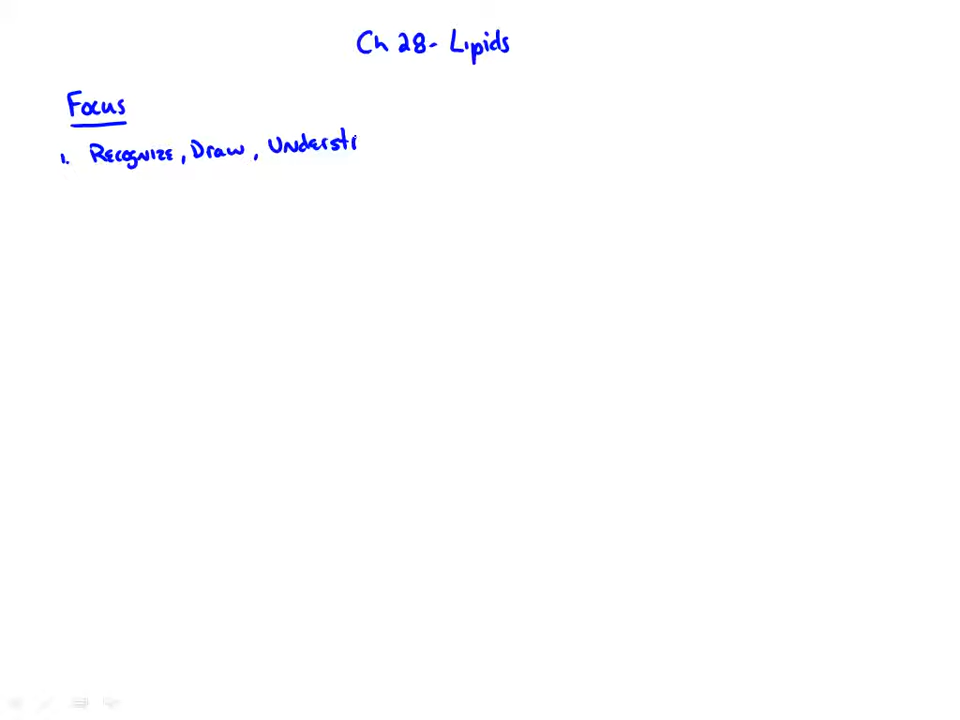 Ch 28- Lipids
Focus
1. Recognize, Draw, Underst